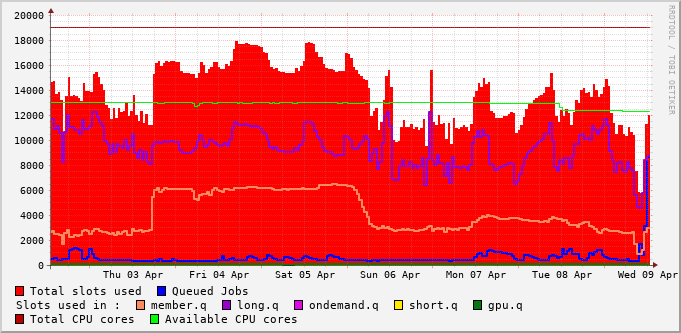 20000
18000
16000
14000
12000
10000
8000
6000
4000
2000
0
Thu 03 Apr Fri 04 Apr Sat 05 Apr Sun 06 Apr Mon 07 Apr Tue 08 Apr Wed 09 Apr
Total slots used Queued Jobs
Slots used in : member.q long.q ondemand.q short.q gpu.q
Total CPU cores Available CPU cores
RRDTOOL / TOBI OETIKER